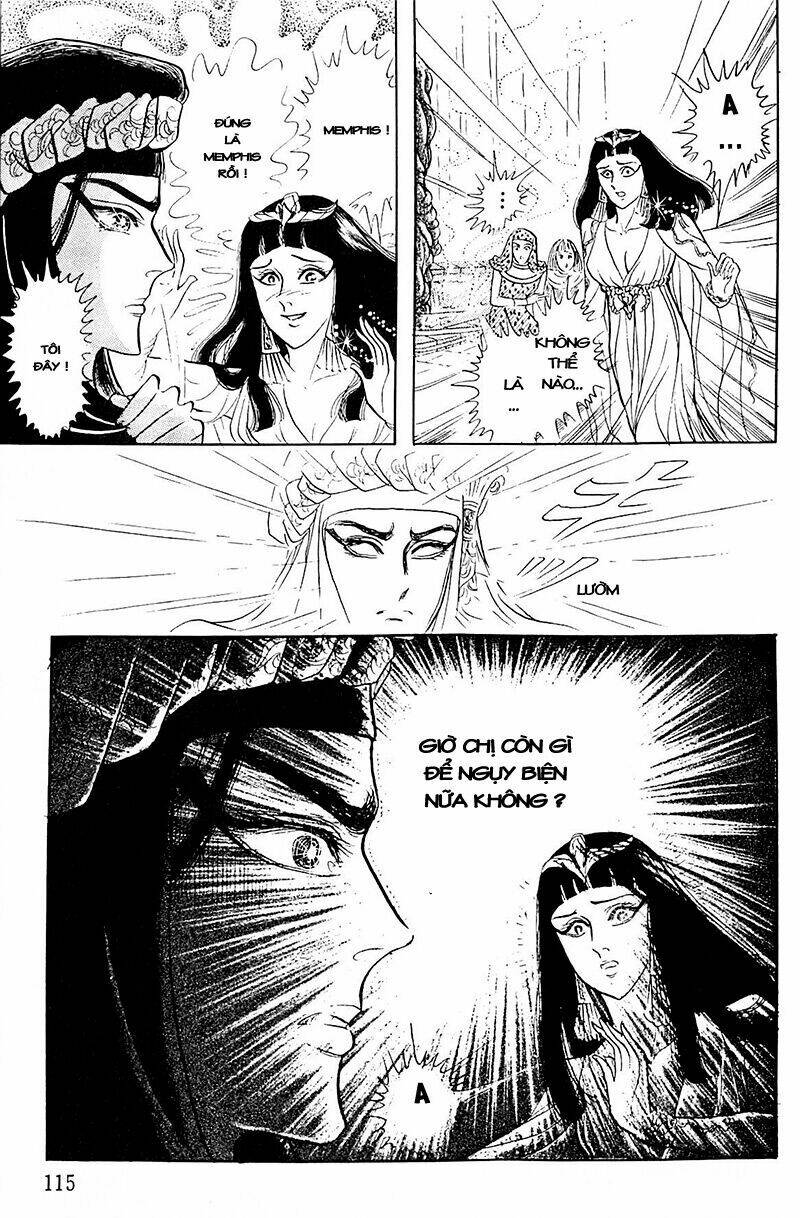 A
...
...
KHÔNG
THỂ
LÀ NÀO...
...
MEMPHIS !
ĐÚNG
LÀ
MEMPHIS
RỒI !
TÔI
ĐÂY !
LƯỜM
GIỜ CHỊ CÒN GÌ
ĐỂ NGỤY BIỆN
NỮA KHÔNG ?
A
115